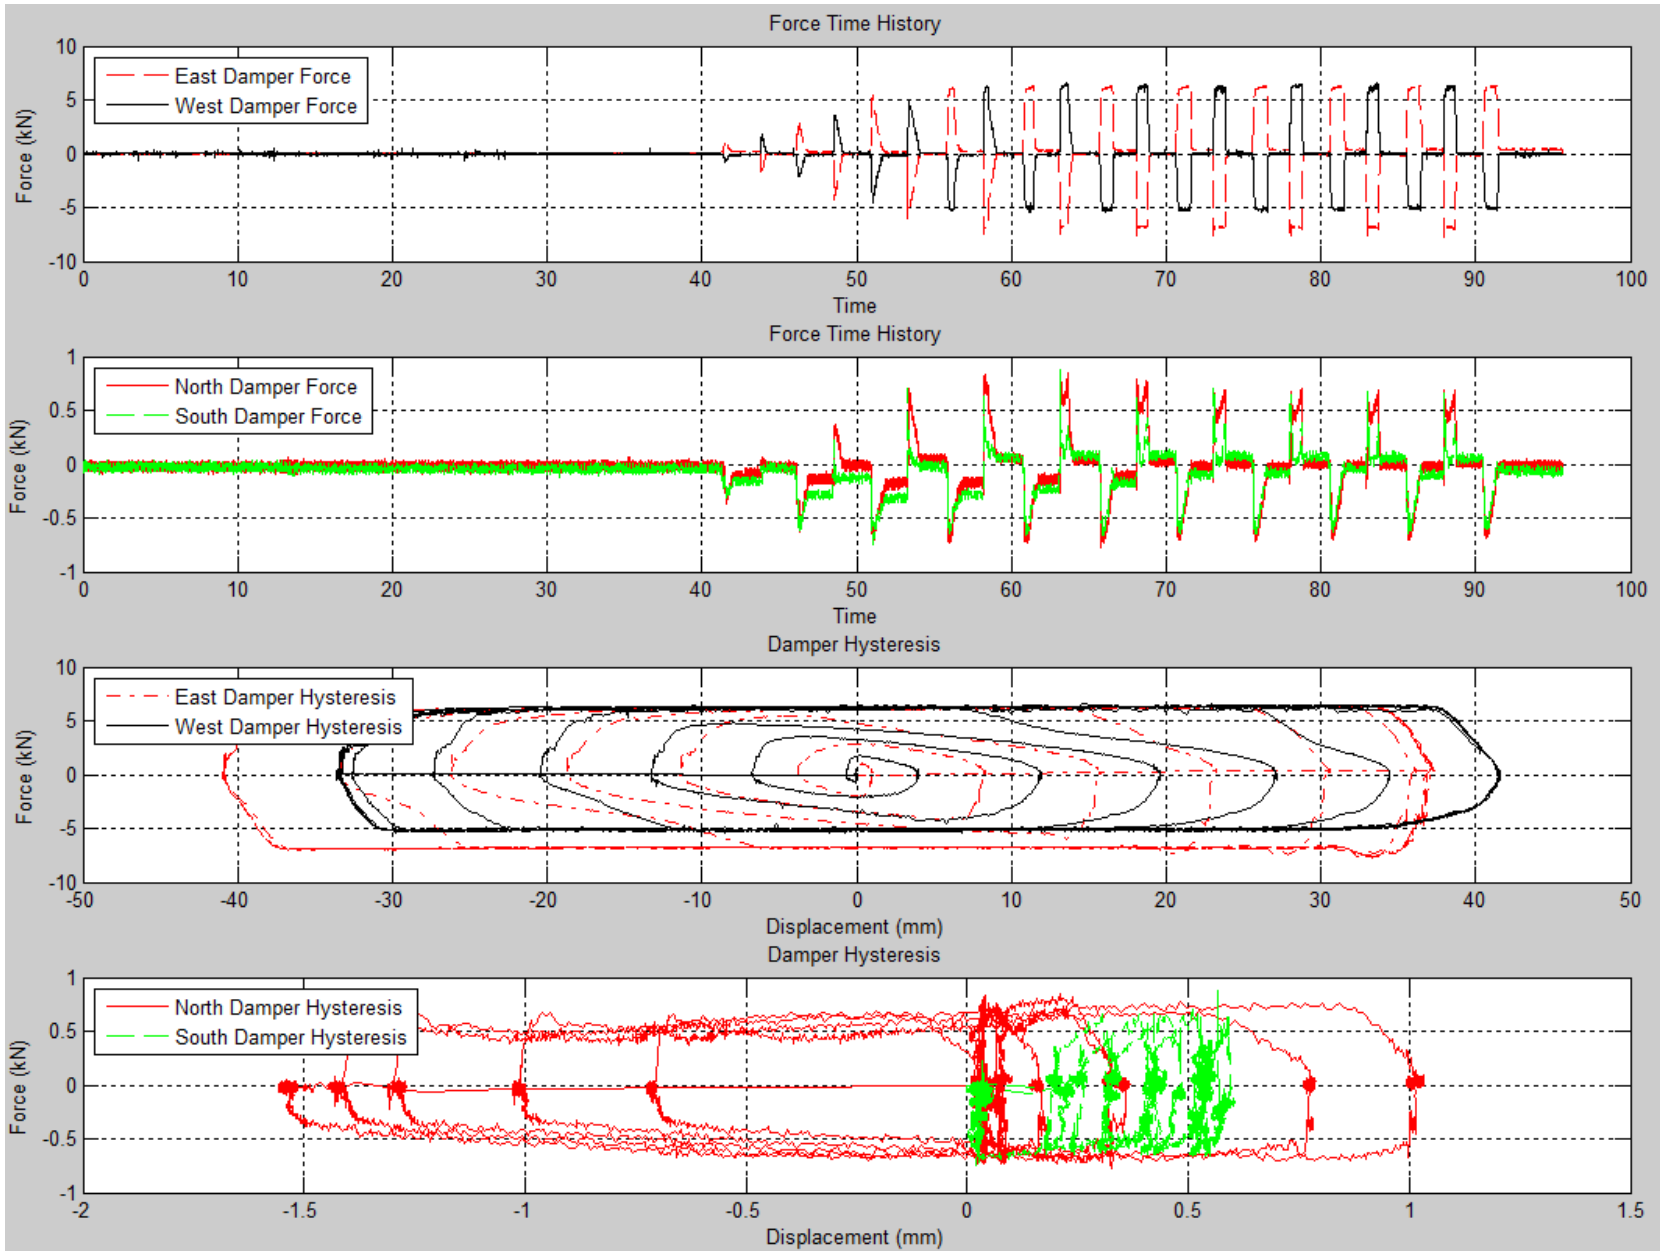 Force Time History
10
5
0
-5
-10
Force (kN)
East Damper Force
West Damper Force
0 10 20 30 40 50 60 70 80 90 100
Time
Force Time History
1
0.5
0
-0.5
-1
Force (kN)
North Damper Force
South Damper Force
0 10 20 30 40 50 60 70 80 90 100
Time
Damper Hysteresis
10
5
0
-5
-10
Force (kN)
East Damper Hysteresis
West Damper Hysteresis
-50 -40 -30 -20 -10 0 10 20 30 40 50
Displacement (mm)
Damper Hysteresis
1
0.5
0
-0.5
-1
Force (kN)
North Damper Hysteresis
South Damper Hysteresis
-2 -1.5 -1 -0.5 0 0.5 1 1.5
Displacement (mm)